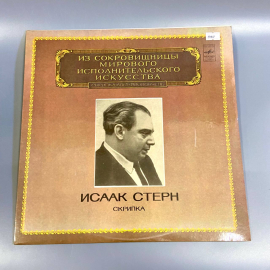 ИЗ СОКРОВИЩНИЦЫ
МИРОВОГО
ИСПОЛНИТЕЛЬСКОГО
ИСКУССТВА
ИСААК СТЕРН
СКРИПКА